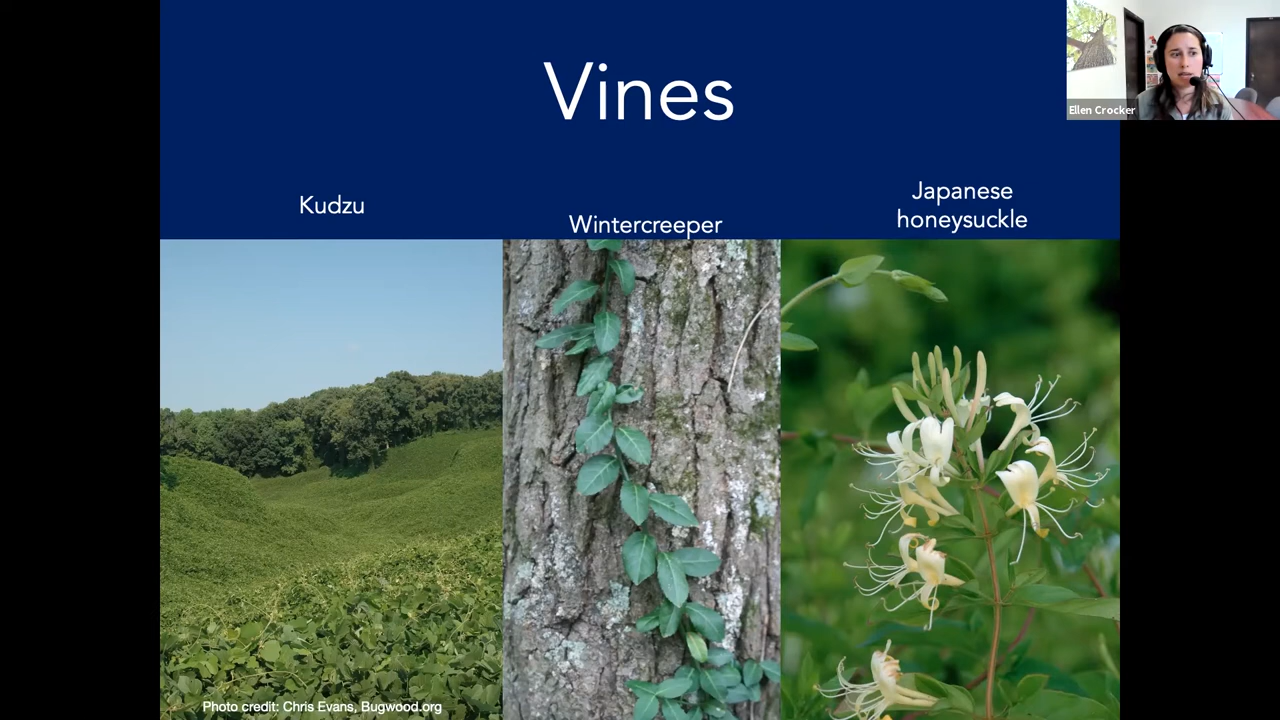 Vines
Ellen Crocker
Kudzu
Wintercreeper
Japanese
honeysuckle
Photo credit: Chris Evans, Bugwood.org